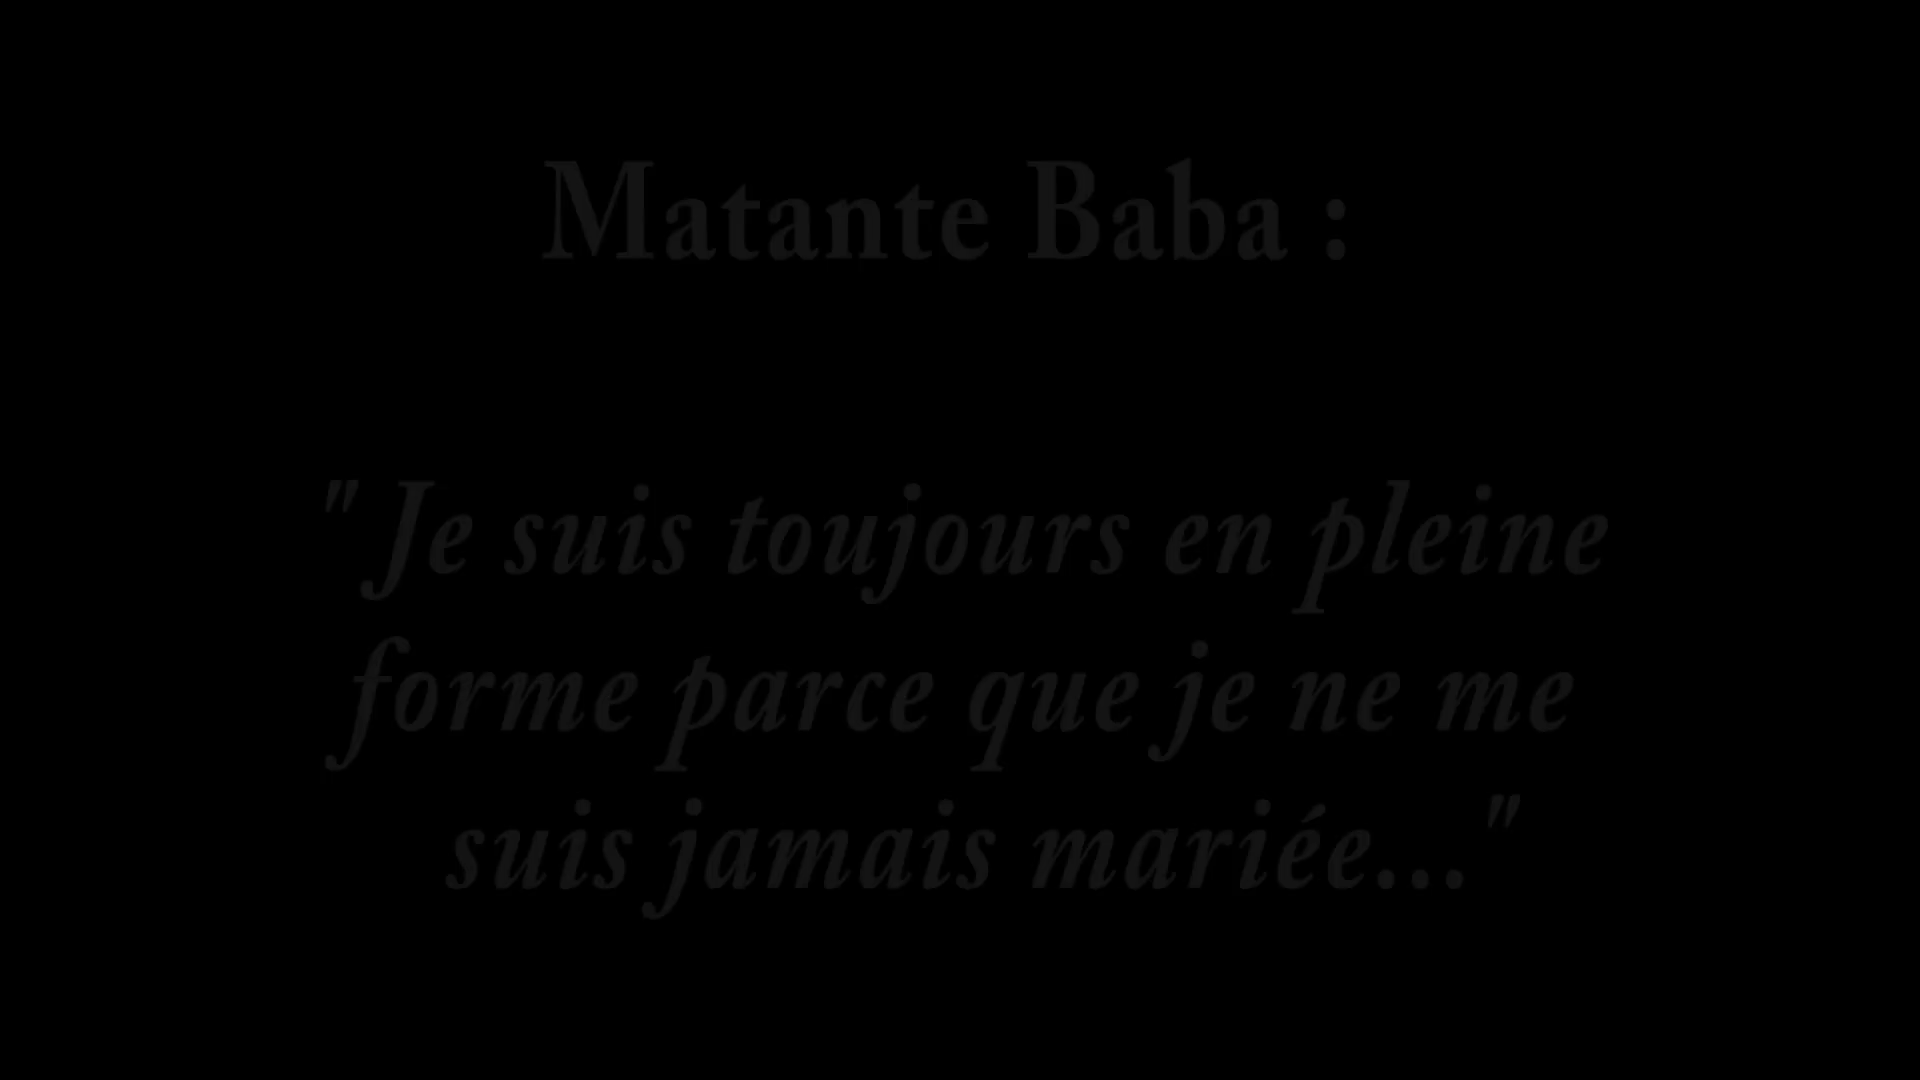 Matante Baba :
"Je suis toujours en pleine
forme parce que je ne me
suis jamais mariée..."